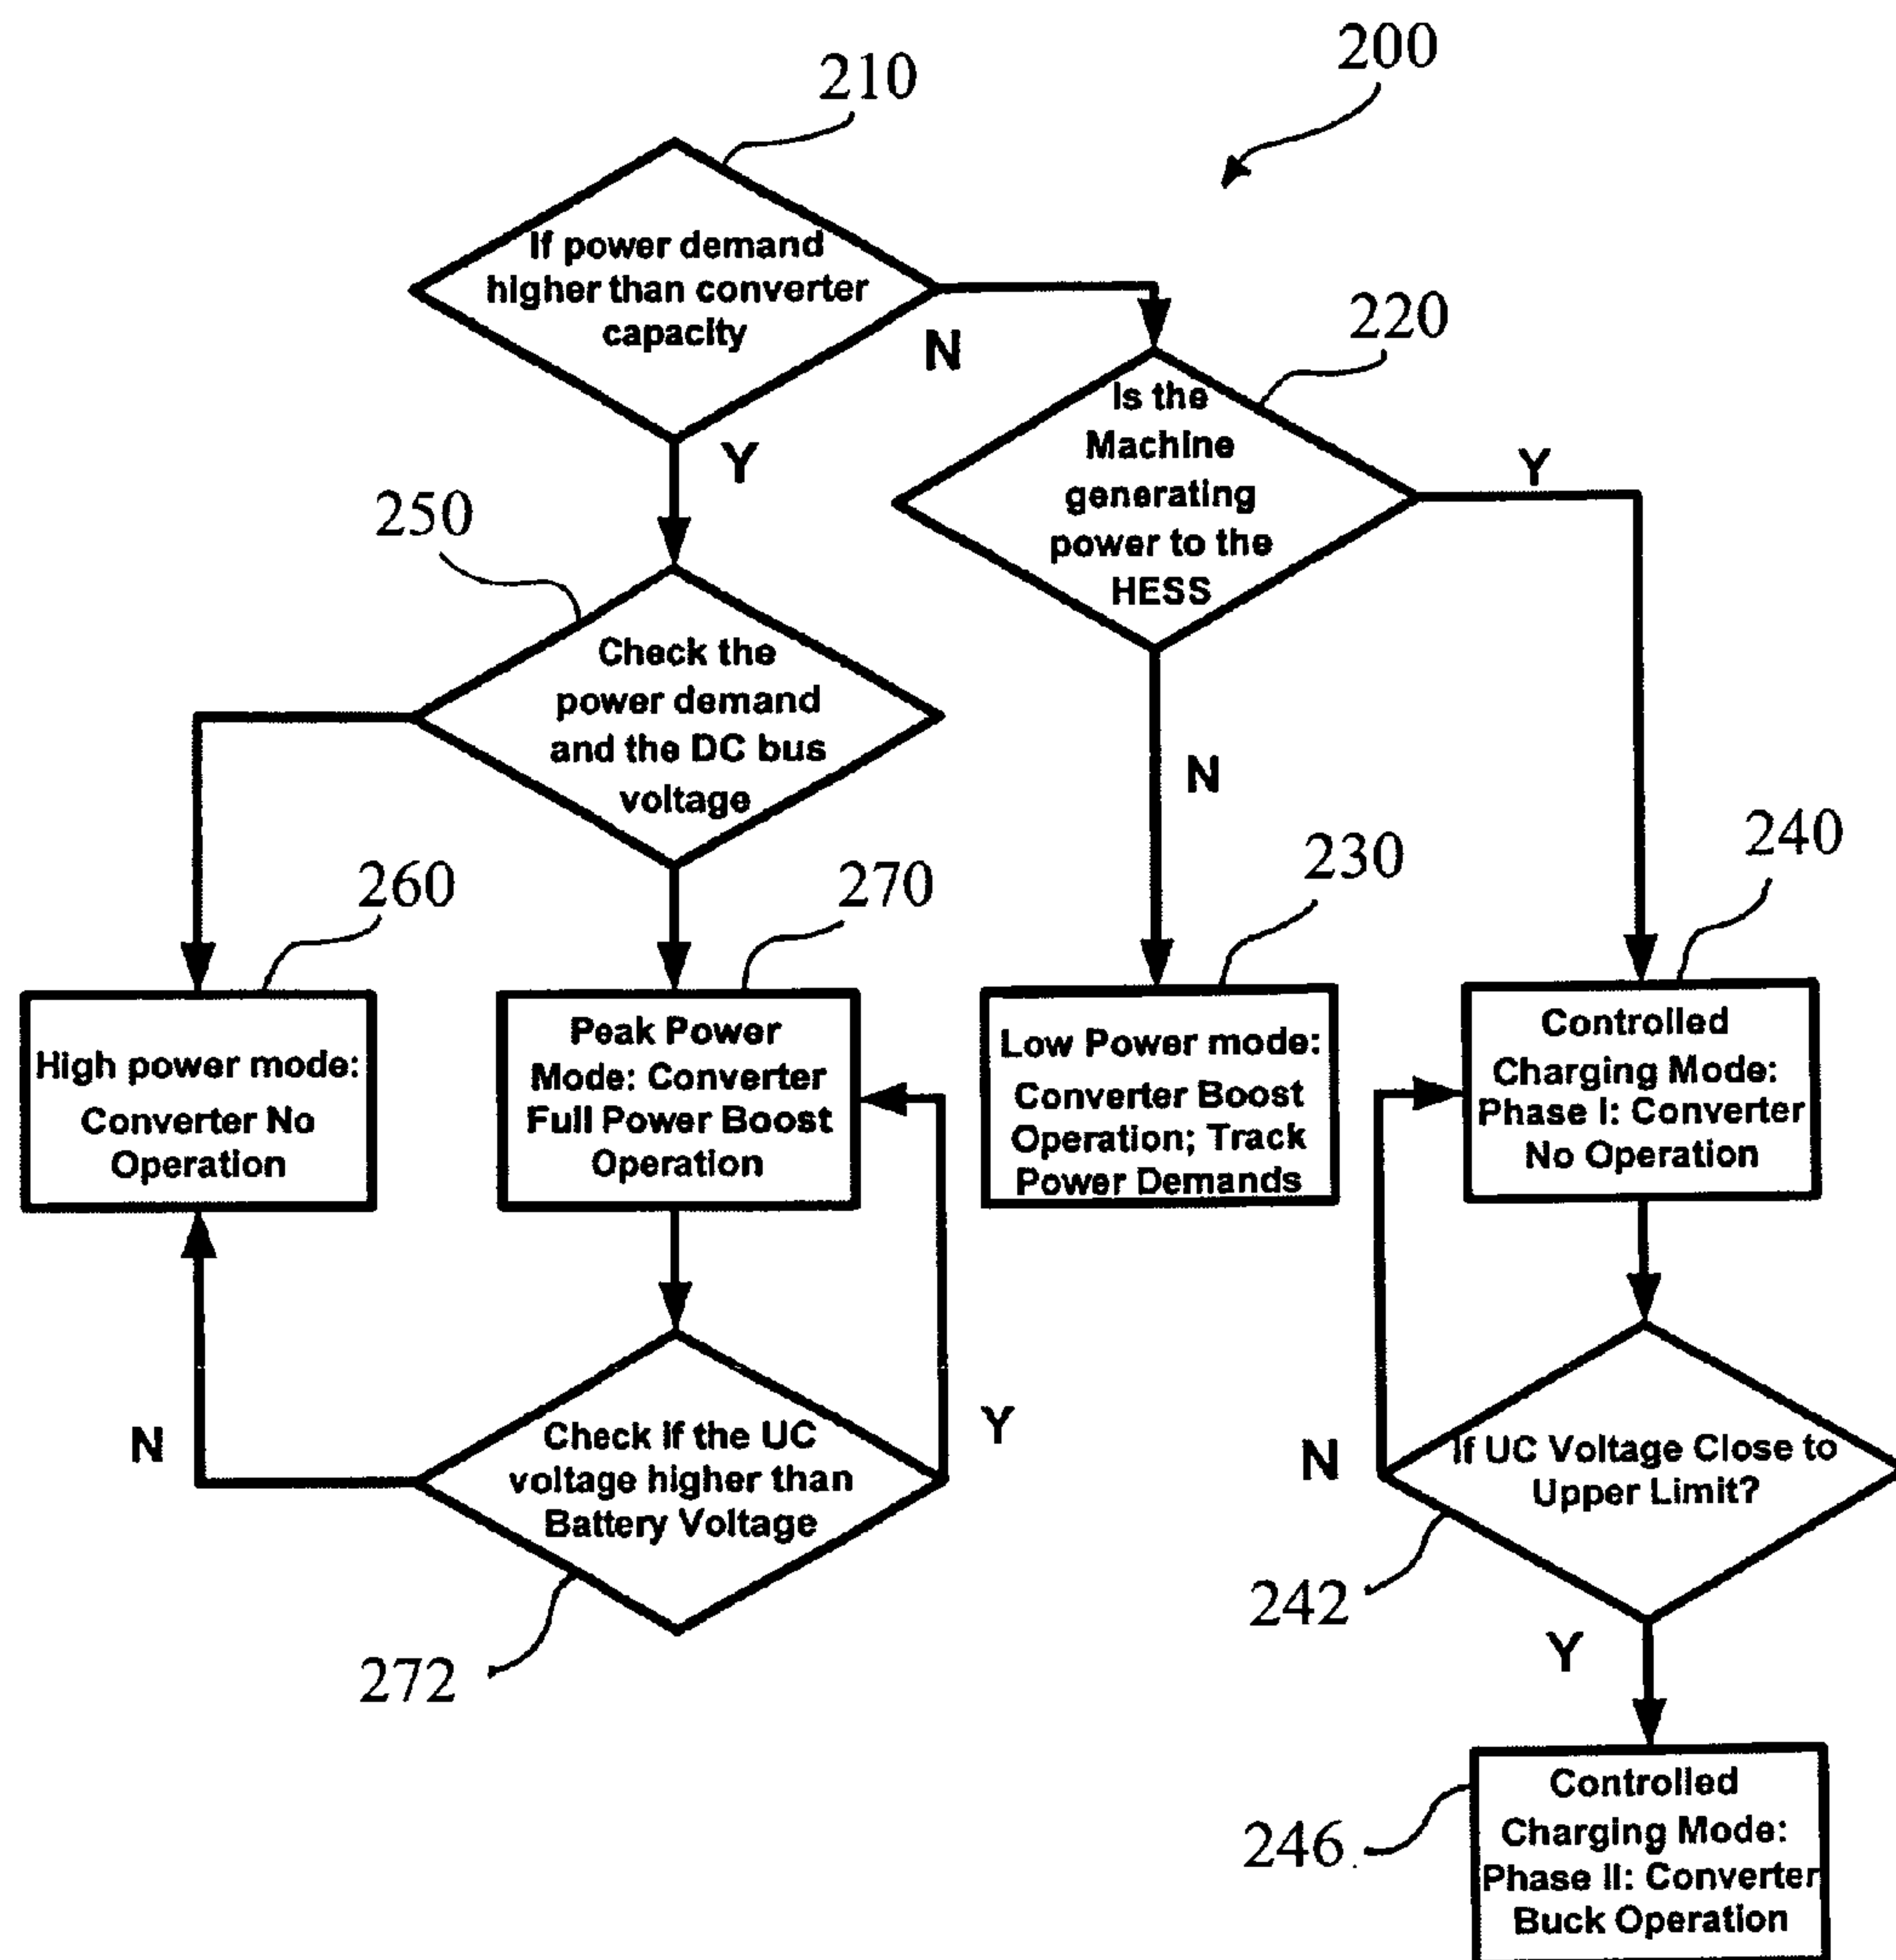 200
210
If power demand
higher than converter
capacity
N
Y
220
Is the
Machine
generating
power to the
HESS
Y
N
250
Check the
power demand
and the DC bus
voltage
260
High power mode:
Converter No
Operation
270
Peak Power
Mode: Converter
Full Power Boost
Operation
230
Low Power mode:
Converter Boost
Operation; Track
Power Demands
240
Controlled
Charging Mode:
Phase I: Converter
No Operation
N
Check if the UC
voltage higher than
Battery Voltage
Y
272
N
If UC Voltage Close to
Upper Limit?
242
Y
246
Controlled
Charging Mode:
Phase II: Converter
Buck Operation